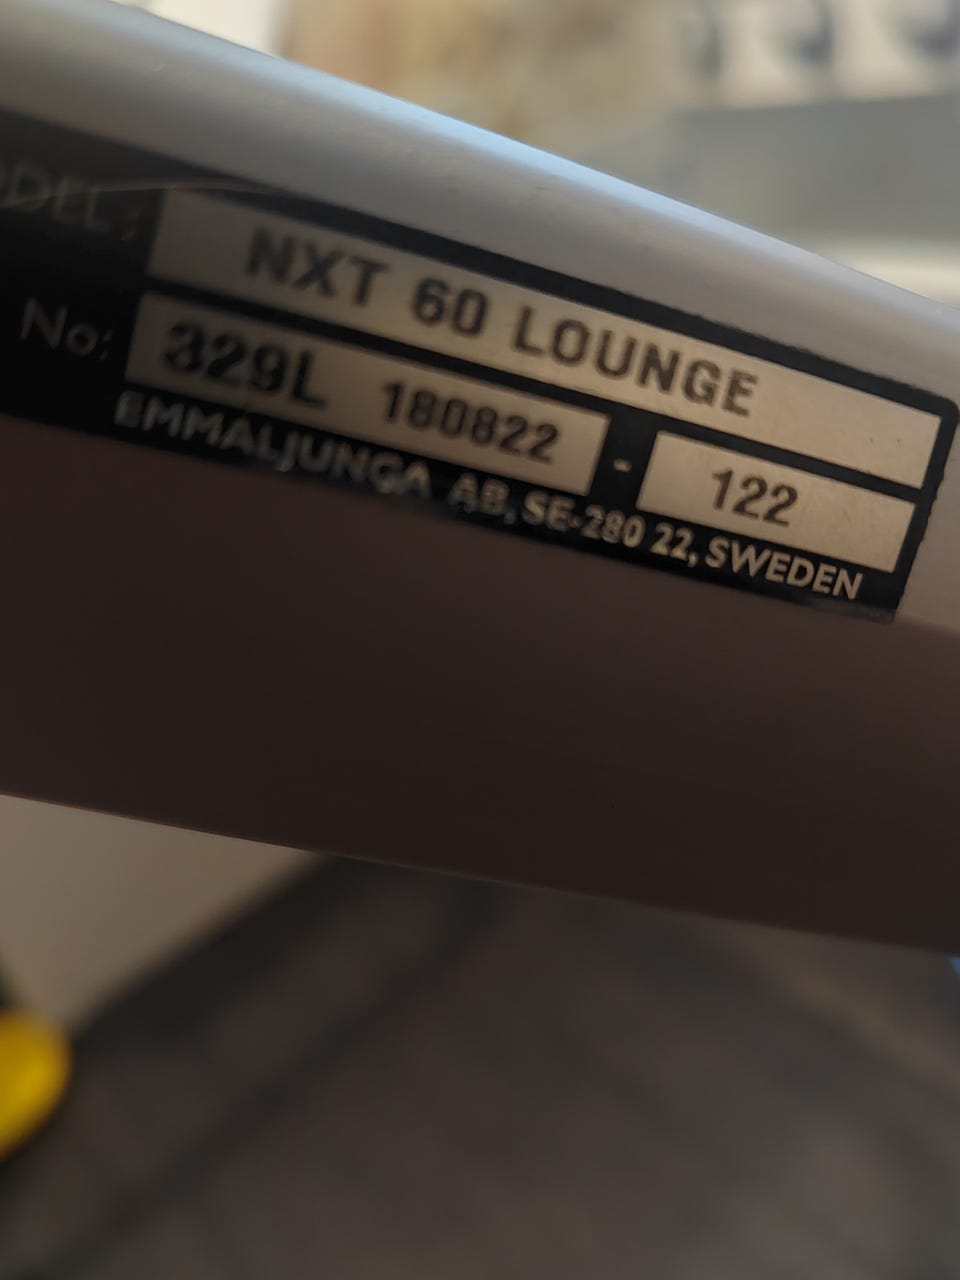 MODEL: NXT 60 LOUNGE
No: 329L 180822 - 122
EMMALJUNGA AB, SE-280 22, SWEDEN